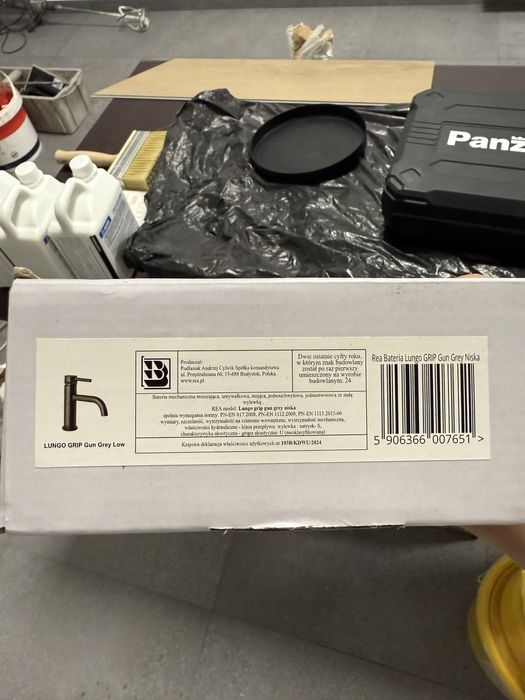 Panz
LUNGO GRIP Gun Grey Low
Producent:
Podlasiak Andrzej Cylwik Spółka komandytowa
ul. Przędzalniana 60, 15-688 Białystok, Polska.
www.rea.pl
Dwie ostatnie cyfry roku,
w którym znak budowlany
został po raz pierwszy
umieszczony na wyrobie
budowlanym: 24
Bateria mechaniczna mieszająca, umywalkowa, stojąca, jednouchwytowa, jednootworowa ze stałą
wylewką .
REA model: Lungo grip gun grey niska
spełnia wymagania normy: PN-EN 817:2008, PN-EN 1112:2008, PN-EN 1113:2015-06
wymiary, szczelność, wytrzymałość na ciśnienie wewnętrzne, wytrzymałość mechaniczna,
właściwości hydrauliczne - klasa przepływu: wylewka / natrysk- S,
charakterystyka akustyczna - grupa akustyczna: U (niesklasyfikowana)
Krajowa deklaracja właściwości użytkowych nr 103B/KDWU/2024
Rea Bateria Lungo GRIP Gun Grey Niska
5 906366 007651 >